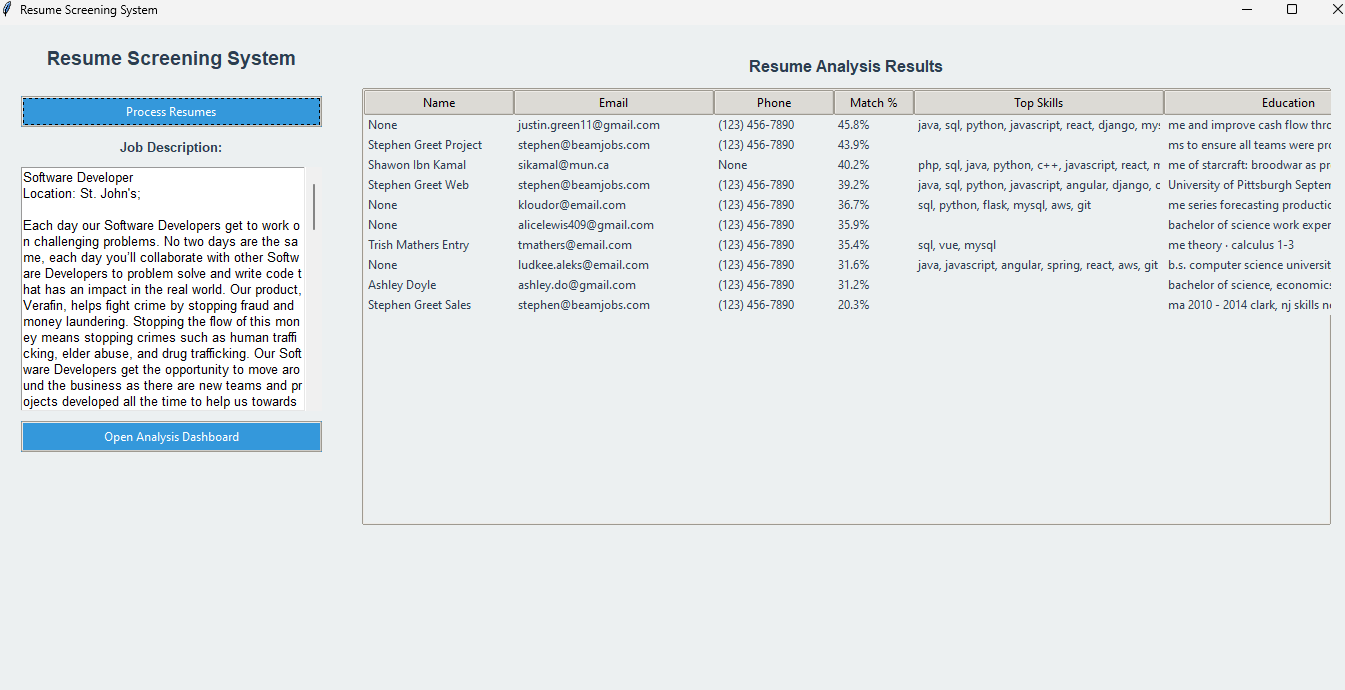 Resume Screening System
Resume Screening System
Process Resumes
Job Description:
Software Developer
Location: St. John's;
Each day our Software Developers get to work o
n challenging problems. No two days are the sa
me, each day you'll collaborate with other Softw
are Developers to problem solve and write code t
hat has an impact in the real world. Our product,
Verafin, helps fight crime by stopping fraud and
money laundering. Stopping the flow of this mon
ey means stopping crimes such as human traffi
cking, elder abuse, and drug trafficking. Our Soft
ware Developers get the opportunity to move aro
und the business as there are new teams and pr
ojects developed all the time to help us towards
Open Analysis Dashboard
Resume Analysis Results
Name Email Phone Match % Top Skills Education
None justin.green11@gmail.com (123) 456-7890 45.8% java, sql, python, javascript, react, django, mys me and improve cash flow thro
Stephen Greet Project stephen@beamjobs.com (123) 456-7890 43.9% ms to ensure all teams were pro
Shawon Ibn Kamal sikamal@mun.ca None 40.2% php, sql, java, python, c++, javascript, react, m me of starcraft: broodwar as pr
Stephen Greet Web stephen@beamjobs.com (123) 456-7890 39.2% java, sql, python, javascript, angular, django, c University of Pittsburgh Septem
None kloudor@email.com (123) 456-7890 36.7% sql, python, flask, mysql, aws, git me series forecasting productio
None alicelewis409@gmail.com (123) 456-7890 35.9% bachelor of science work exper
Trish Mathers Entry tmathers@email.com (123) 456-7890 35.4% sql, vue, mysql me theory · calculus 1-3
None ludkee.aleks@email.com (123) 456-7890 31.6% java, javascript, angular, spring, react, aws, git b.s. computer science universit
Ashley Doyle ashley.do@gmail.com (123) 456-7890 31.2% bachelor of science, economics
Stephen Greet Sales stephen@beamjobs.com (123) 456-7890 20.3% ma 2010 - 2014 clark, nj skills n